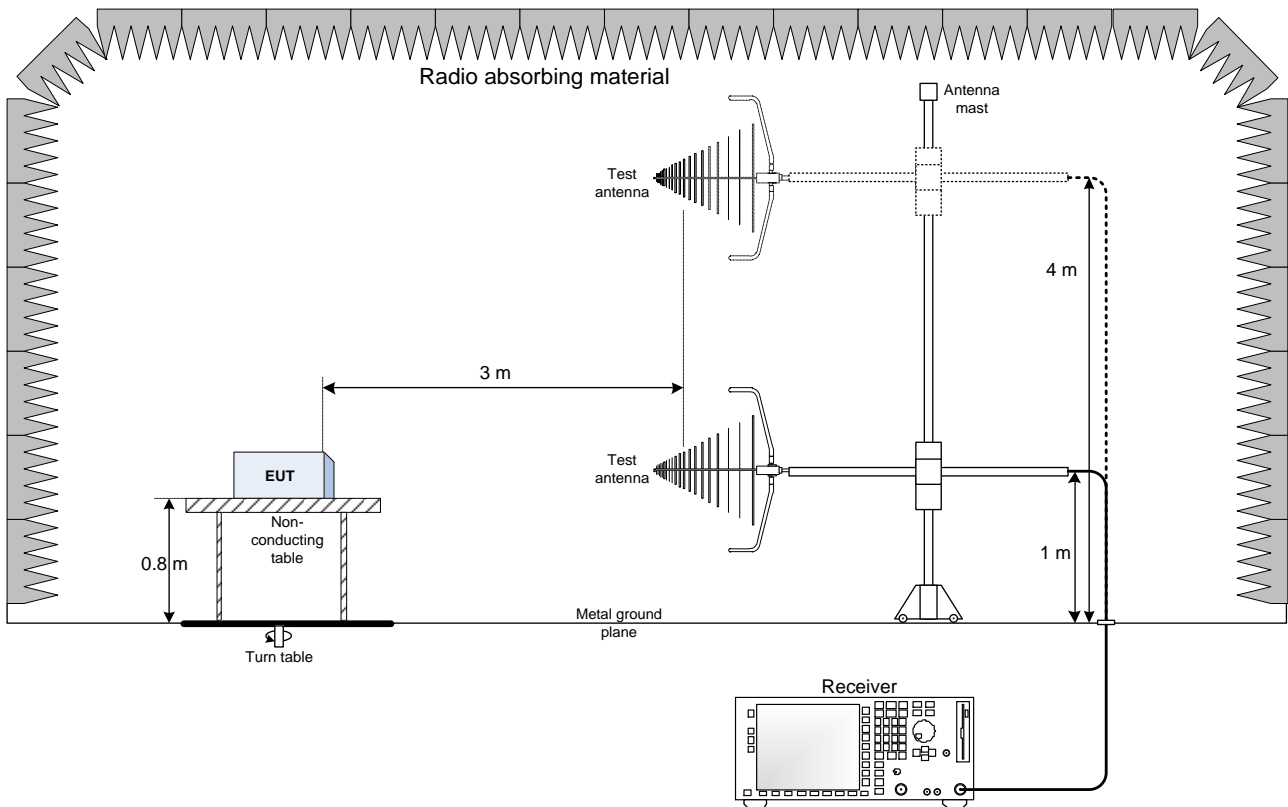 Radio absorbing material
Antenna
mast
Test
antenna
4 m
3 m
Test
antenna
EUT
Non-
conducting
table
0.8 m
1 m
Metal ground
plane
Turn table
Receiver